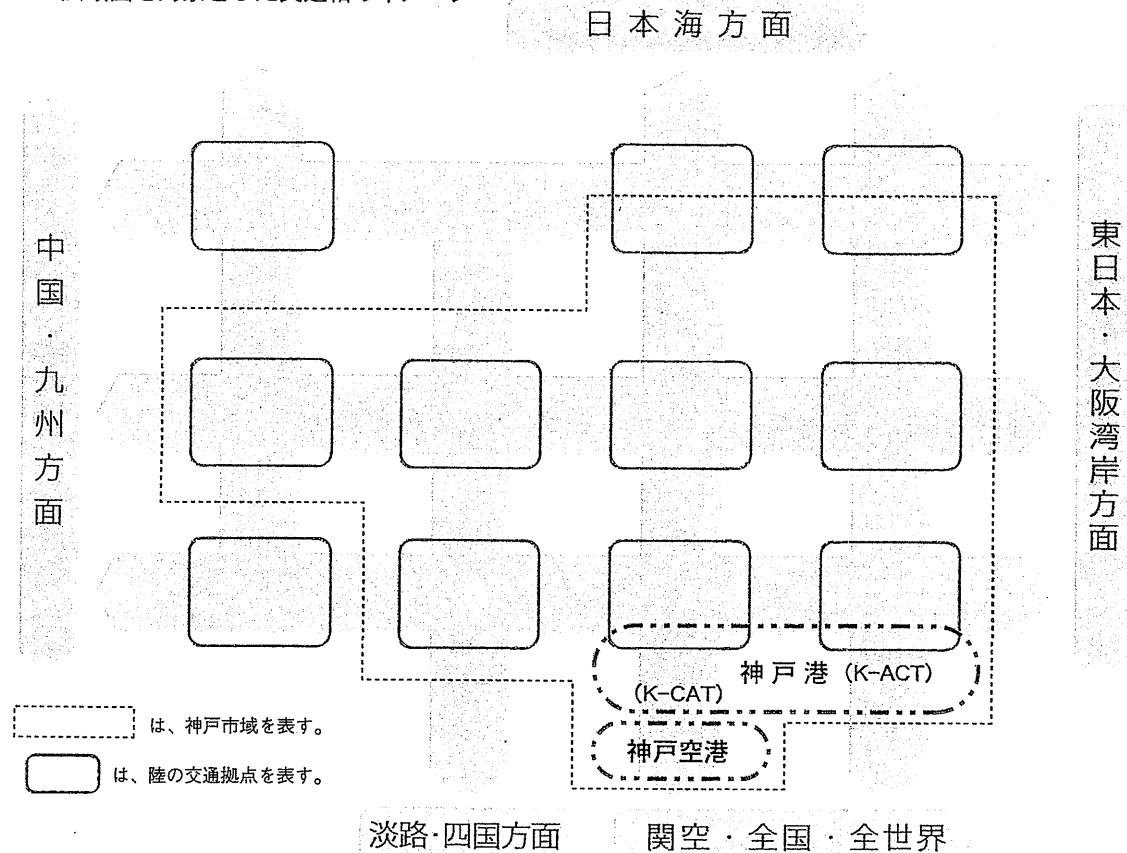 日本海方面
中国・九州方面
東日本・大阪湾岸方面
神戸港（K-ACT）
（K-CAT）
神戸空港
は、神戸市域を表す。
は、陸の交通拠点を表す。
淡路・四国方面
関空・全国・全世界